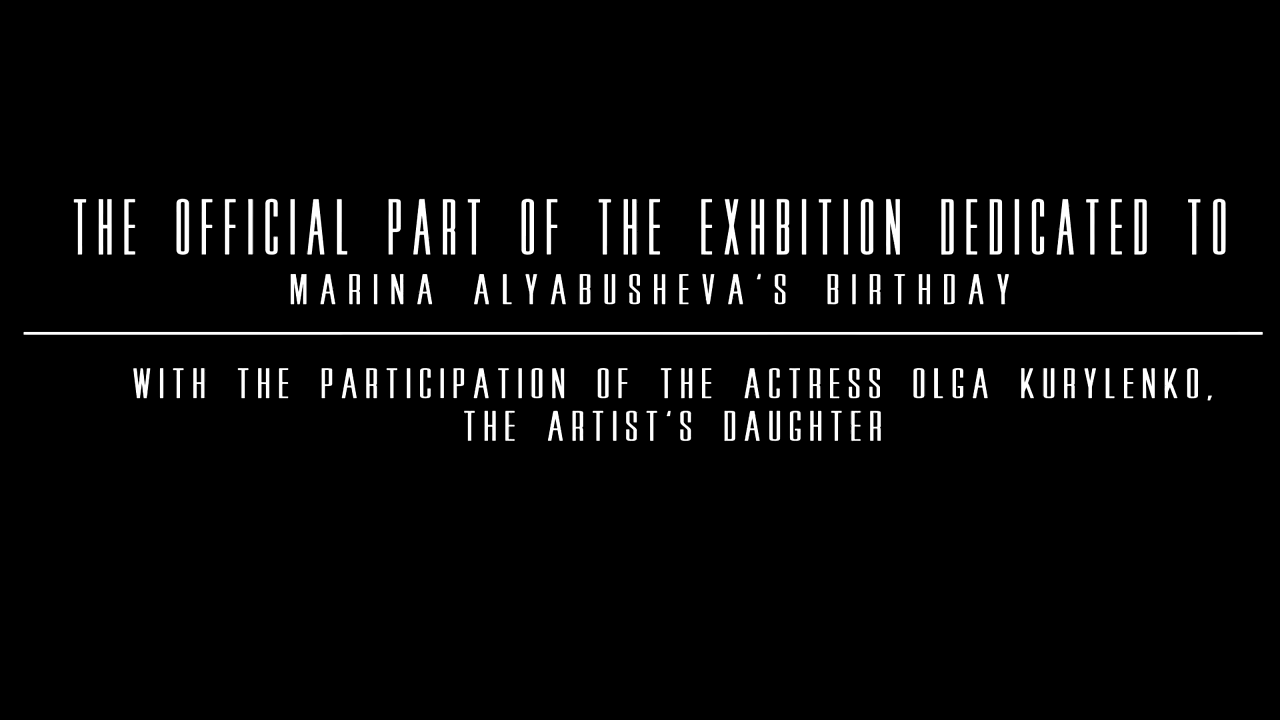 THE OFFICIAL PART OF THE EXHBITION DEDICATED TO
MARINA ALYABUSHEVA'S BIRTHDAY
WITH THE PARTICIPATION OF THE ACTRESS OLGA KURYLENKO,
THE ARTIST'S DAUGHTER